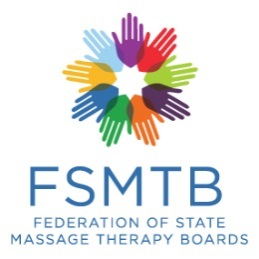 FSMTB
FEDERATION OF STATE
MASSAGE THERAPY BOARDS